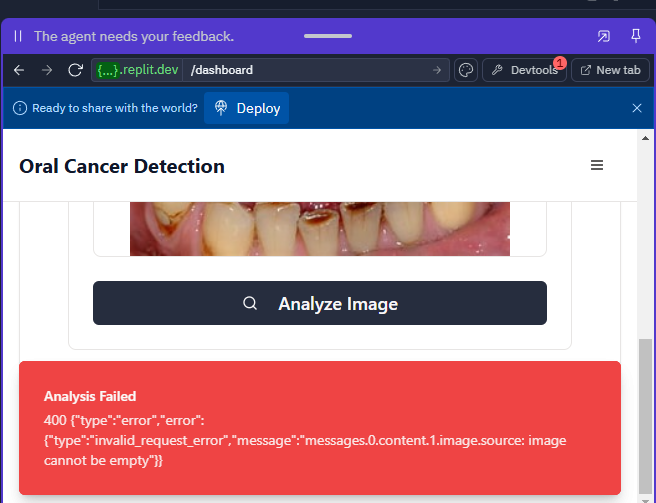 The agent needs your feedback.
{...}.replit.dev /dashboard Devtools 1 New tab
Ready to share with the world? Deploy
Oral Cancer Detection
Analyze Image
Analysis Failed
400 {"type":"error","error":
{"type":"invalid_request_error","message":"messages.0.content.1.image.source: image
cannot be empty"}}